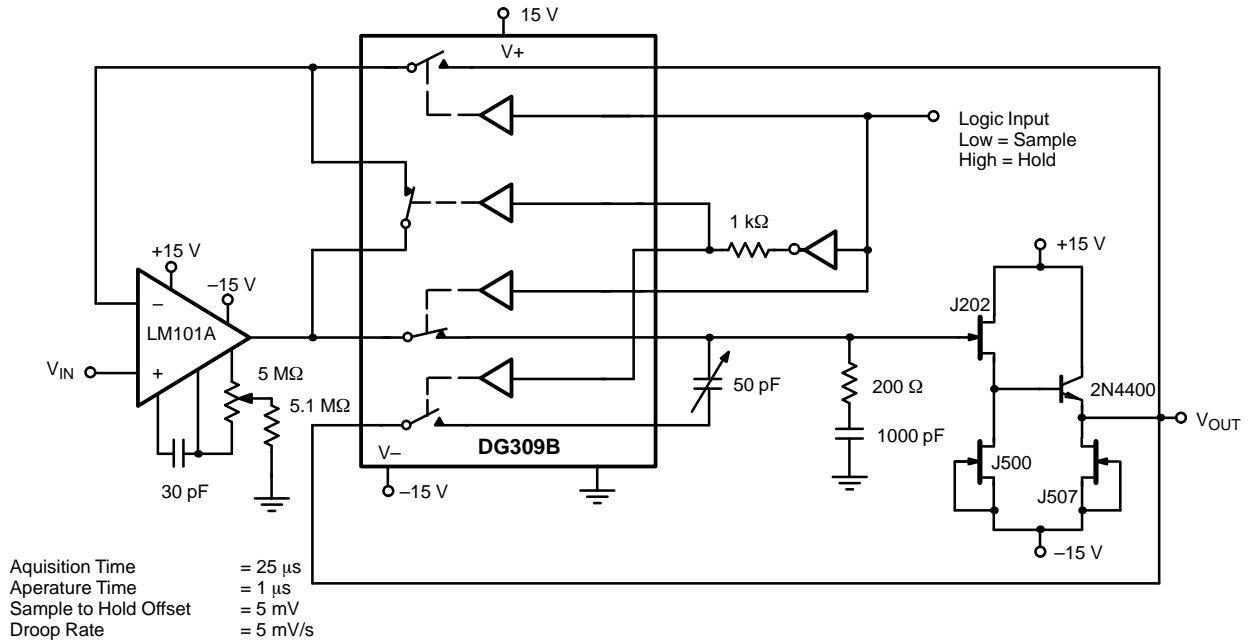 15 V
V+
Logic Input
Low = Sample
High = Hold
1 kΩ
+15 V
–15 V
+15 V
–
LM101A
J202
VIN
+
5 MΩ
5.1 MΩ
50 pF
200 Ω
2N4400
VOUT
1000 pF
DG309B
V–
J500
30 pF
–15 V
J507
–15 V
Aquisition Time = 25 μs
Aperature Time = 1 μs
Sample to Hold Offset = 5 mV
Droop Rate = 5 mV/s